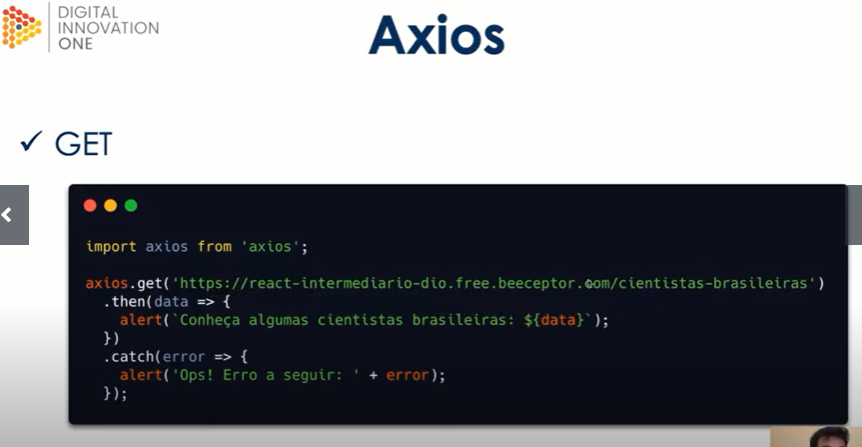 DIGITAL
INNOVATION
ONE
Axios
✓ GET
import axios from 'axios';
axios.get('https://react-intermediario-dio.free.beeceptor.com/cientistas-brasileiras')
.then(data => {
alert(`Conheça algumas cientistas brasileiras: ${data}`);
})
.catch(error => {
alert('Ops! Erro a seguir: ' + error);
});